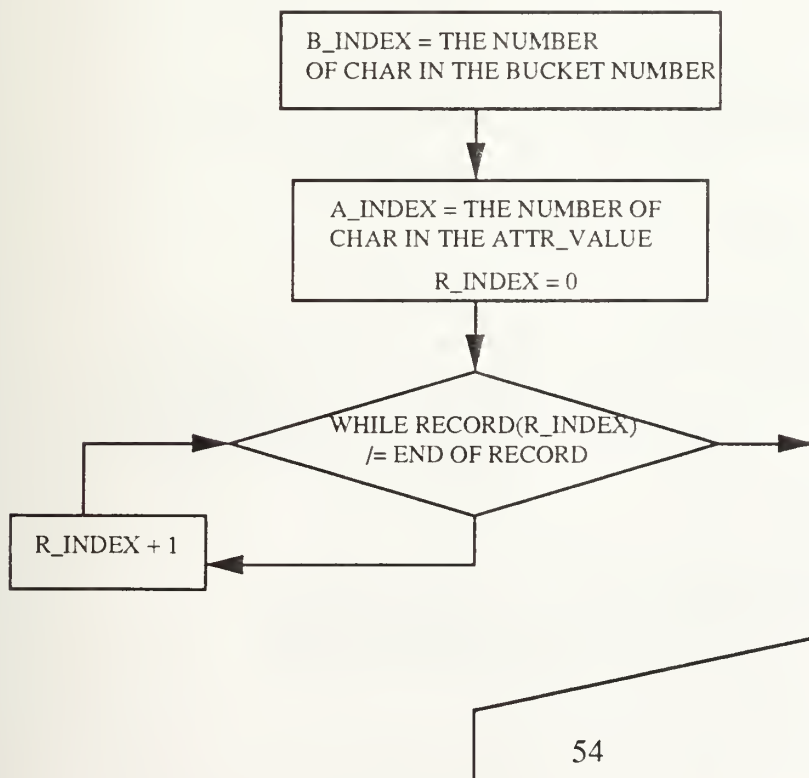 B_INDEX = THE NUMBER
OF CHAR IN THE BUCKET NUMBER
A_INDEX = THE NUMBER OF
CHAR IN THE ATTR_VALUE
R_INDEX = 0
WHILE RECORD(R_INDEX)
/= END OF RECORD
R_INDEX + 1
54